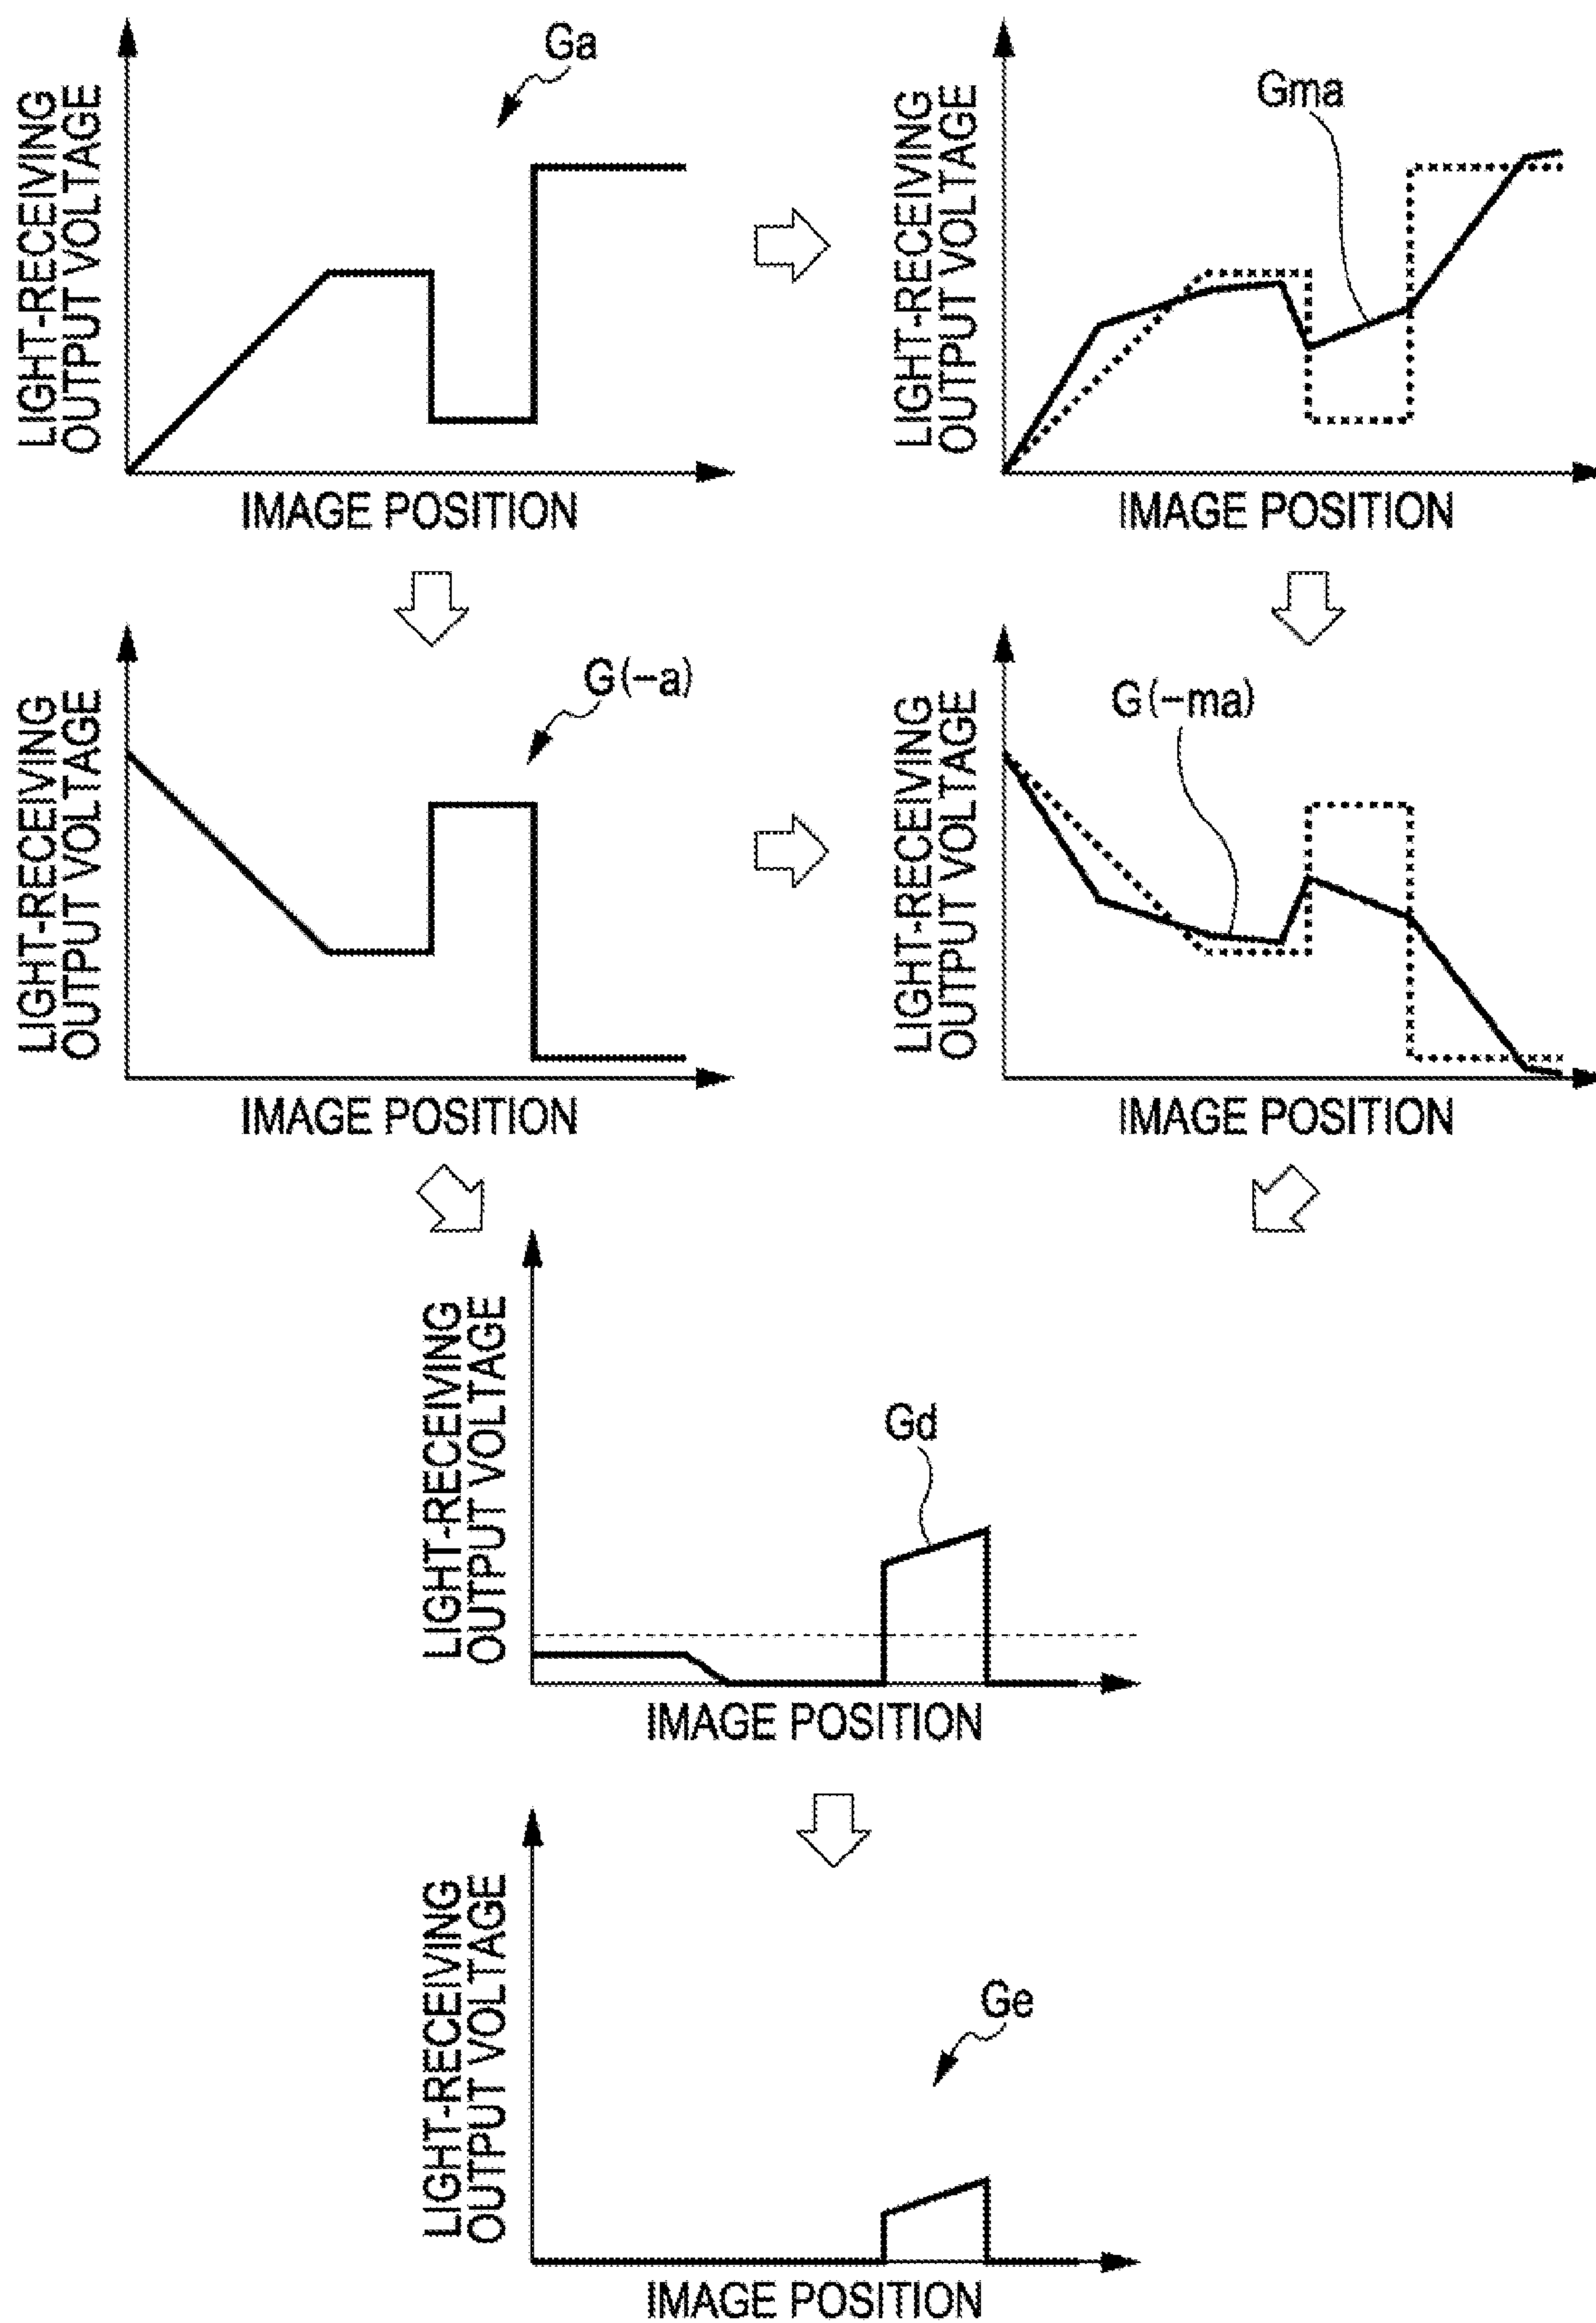 Ga
LIGHT-RECEIVING
OUTPUT VOLTAGE
IMAGE POSITION
Gma
LIGHT-RECEIVING
OUTPUT VOLTAGE
IMAGE POSITION
G(-a)
LIGHT-RECEIVING
OUTPUT VOLTAGE
IMAGE POSITION
G(-ma)
LIGHT-RECEIVING
OUTPUT VOLTAGE
IMAGE POSITION
Gd
LIGHT-RECEIVING
OUTPUT VOLTAGE
IMAGE POSITION
Ge
LIGHT-RECEIVING
OUTPUT VOLTAGE
IMAGE POSITION